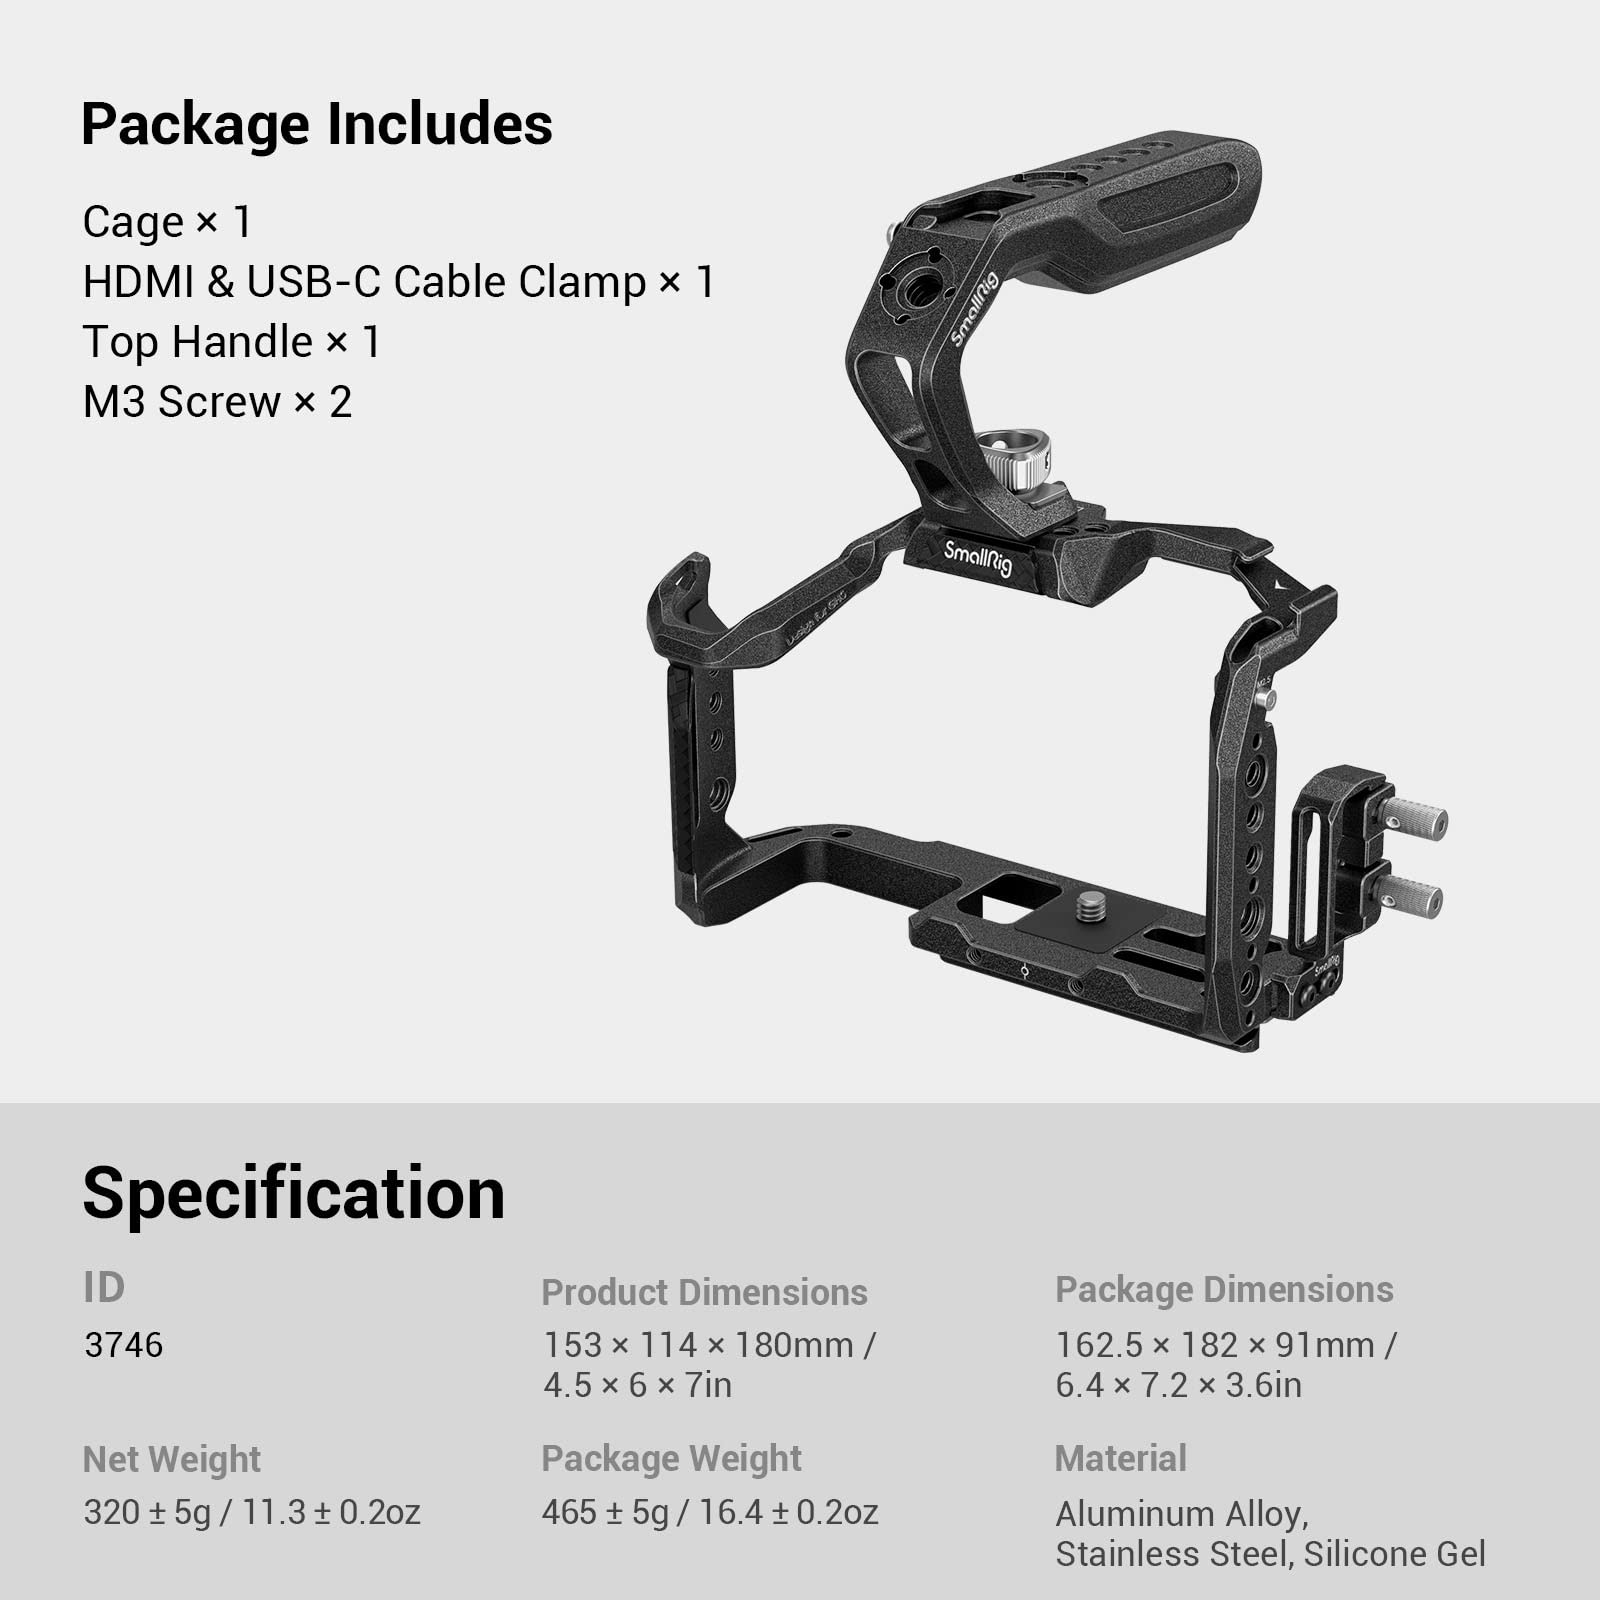 Package Includes
Cage × 1
HDMI & USB-C Cable Clamp × 1
Top Handle × 1
M3 Screw × 2
SmallRig
SmallRig
Design for GH6
M2.5
SmallRig
Specification
ID
3746
Product Dimensions
153 × 114 × 180mm /
4.5 × 6 × 7in
Package Dimensions
162.5 × 182 × 91mm /
6.4 × 7.2 × 3.6in
Net Weight
320 ± 5g / 11.3 ± 0.2oz
Package Weight
465 ± 5g / 16.4 ± 0.2oz
Material
Aluminum Alloy,
Stainless Steel, Silicone Gel